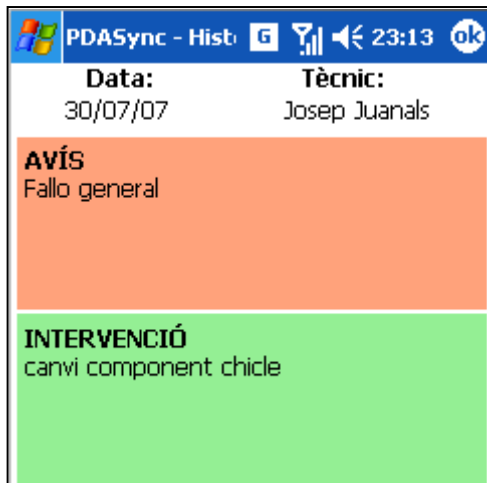 PDASync - Hist G 23:13 ok
Data: Tècnic:
30/07/07 Josep Juanals
AVÍS
Fallo general
INTERVENCIÓ
canvi component chicle